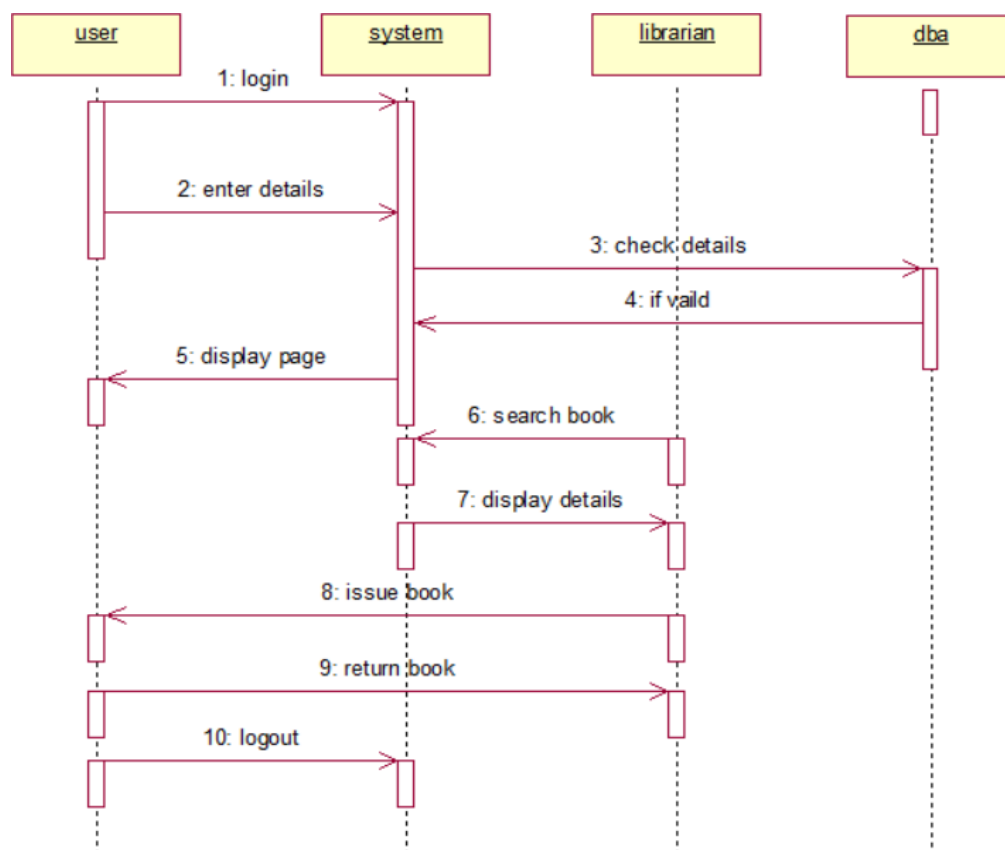 user
system
librarian
dba
1: login
2: enter details
3: check details
4: if vaild
5: display page
6: search book
7: display details
8: issue book
9: return book
10: logout